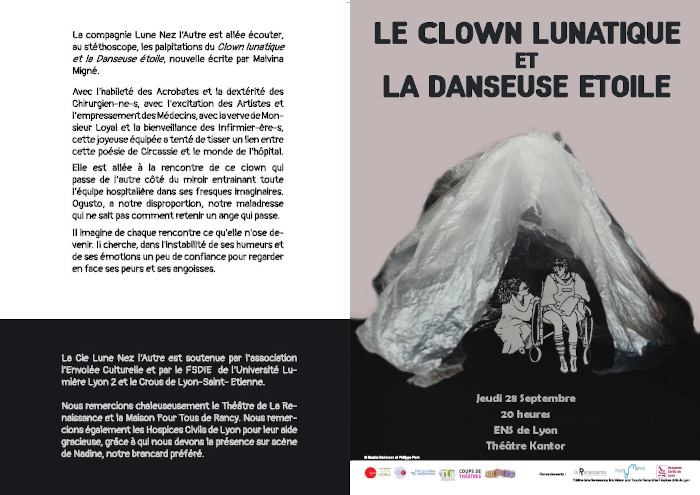 La compagnie Lune Nez l'Autre est allée écouter,
au stéthoscope, les palpitations du Clown lunatique
et la Danseuse étoile, nouvelle écrite par Malvina
Migné.
Avec l'habileté des Acrobates et la dextérité des
Chirurgien-ne-s, avec l'excitation des Artistes et
l'empressement des Médecins, avec la verve de Mon-
sieur Loyal et la bienveillance des Infirmier-ère-s,
cette joyeuse équipée a tenté de tisser un lien entre
cette poésie de Circassie et le monde de l'hôpital.
Elle est allée à la rencontre de ce clown qui
passe de l'autre côté du miroir entrainant toute
l'équipe hospitalière dans ses fresques imaginaires.
Ogusto, a notre disproportion, notre maladresse
qui ne sait pas comment retenir un ange qui passe.
Il imagine de chaque rencontre ce qu'elle n'ose de-
venir. Il cherche, dans l'instabilité de ses humeurs et
de ses émotions un peu de confiance pour regarder
en face ses peurs et ses angoisses.
La Cie Lune Nez l'Autre est soutenue par l'association
l'Envolée Culturelle et par le FSDIE de l'Université Lu-
mière Lyon 2 et le Crous de Lyon-Saint- Etienne.
Nous remercions chaleuseusement le Théâtre de La Re-
naissance et la Maison Pour Tous de Rancy. Nous remer-
cions également les Hospices Civils de Lyon pour leur aide
gracieuse, grâce à qui nous devons la présence sur scène
de Nadine, notre brancard préféré.
LE CLOWN LUNATIQUE
ET
LA DANSEUSE ETOILE
Jeudi 28 Septembre
20 heures
ENS de Lyon
Théâtre Kantor
COUPS DE
THÉÂTRES
la Renaissance